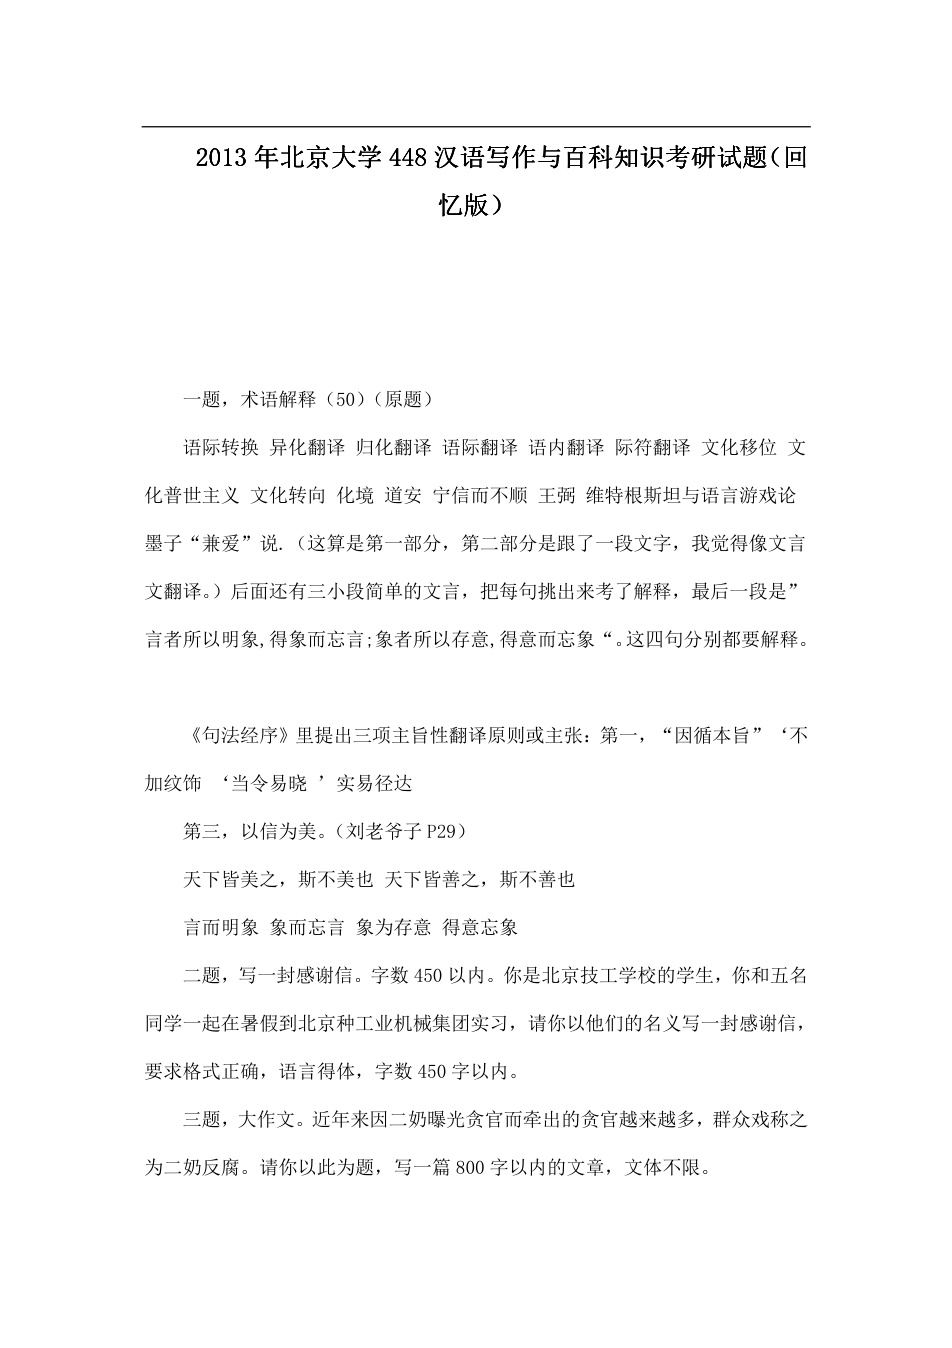 2013 年北京大学 448 汉语写作与百科知识考研试题（回
忆版）
一题，术语解释（50）（原题）
语际转换 异化翻译 归化翻译 语际翻译 语内翻译 际符翻译 文化移位 文
化普世主义 文化转向 化境 道安 宁信而不顺 王弼 维特根斯坦与语言游戏论
墨子“兼爱”说.（这算是第一部分，第二部分是跟了一段文字，我觉得像文言
文翻译。）后面还有三小段简单的文言，把每句挑出来考了解释，最后一段是”
言者所以明象,得象而忘言;象者所以存意,得意而忘象“。这四句分别都要解释。
《句法经序》里提出三项主旨性翻译原则或主张：第一，“因循本旨”‘不
加纹饰 ‘当令易晓 ’实易径达
第三，以信为美。（刘老爷子 P29）
天下皆美之，斯不美也 天下皆善之，斯不善也
言而明象 象而忘言 象为存意 得意忘象
二题，写一封感谢信。字数 450 以内。你是北京技工学校的学生，你和五名
同学一起在暑假到北京种工业机械集团实习，请你以他们的名义写一封感谢信，
要求格式正确，语言得体，字数 450 字以内。
三题，大作文。近年来因二奶曝光贪官而牵出的贪官越来越多，群众戏称之
为二奶反腐。请你以此为题，写一篇 800 字以内的文章，文体不限。